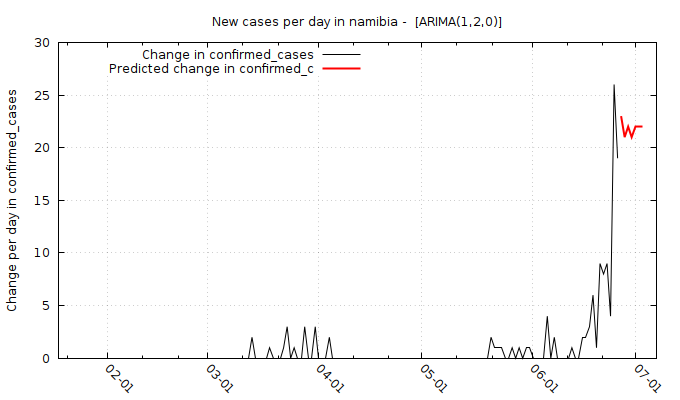 New cases per day in namibia -  [ARIMA(1,2,0)]
Change per day in confirmed_cases
Change in confirmed_cases
Predicted change in confirmed_c
30
25
20
15
10
5
0
02-01 03-01 04-01 05-01 06-01 07-01